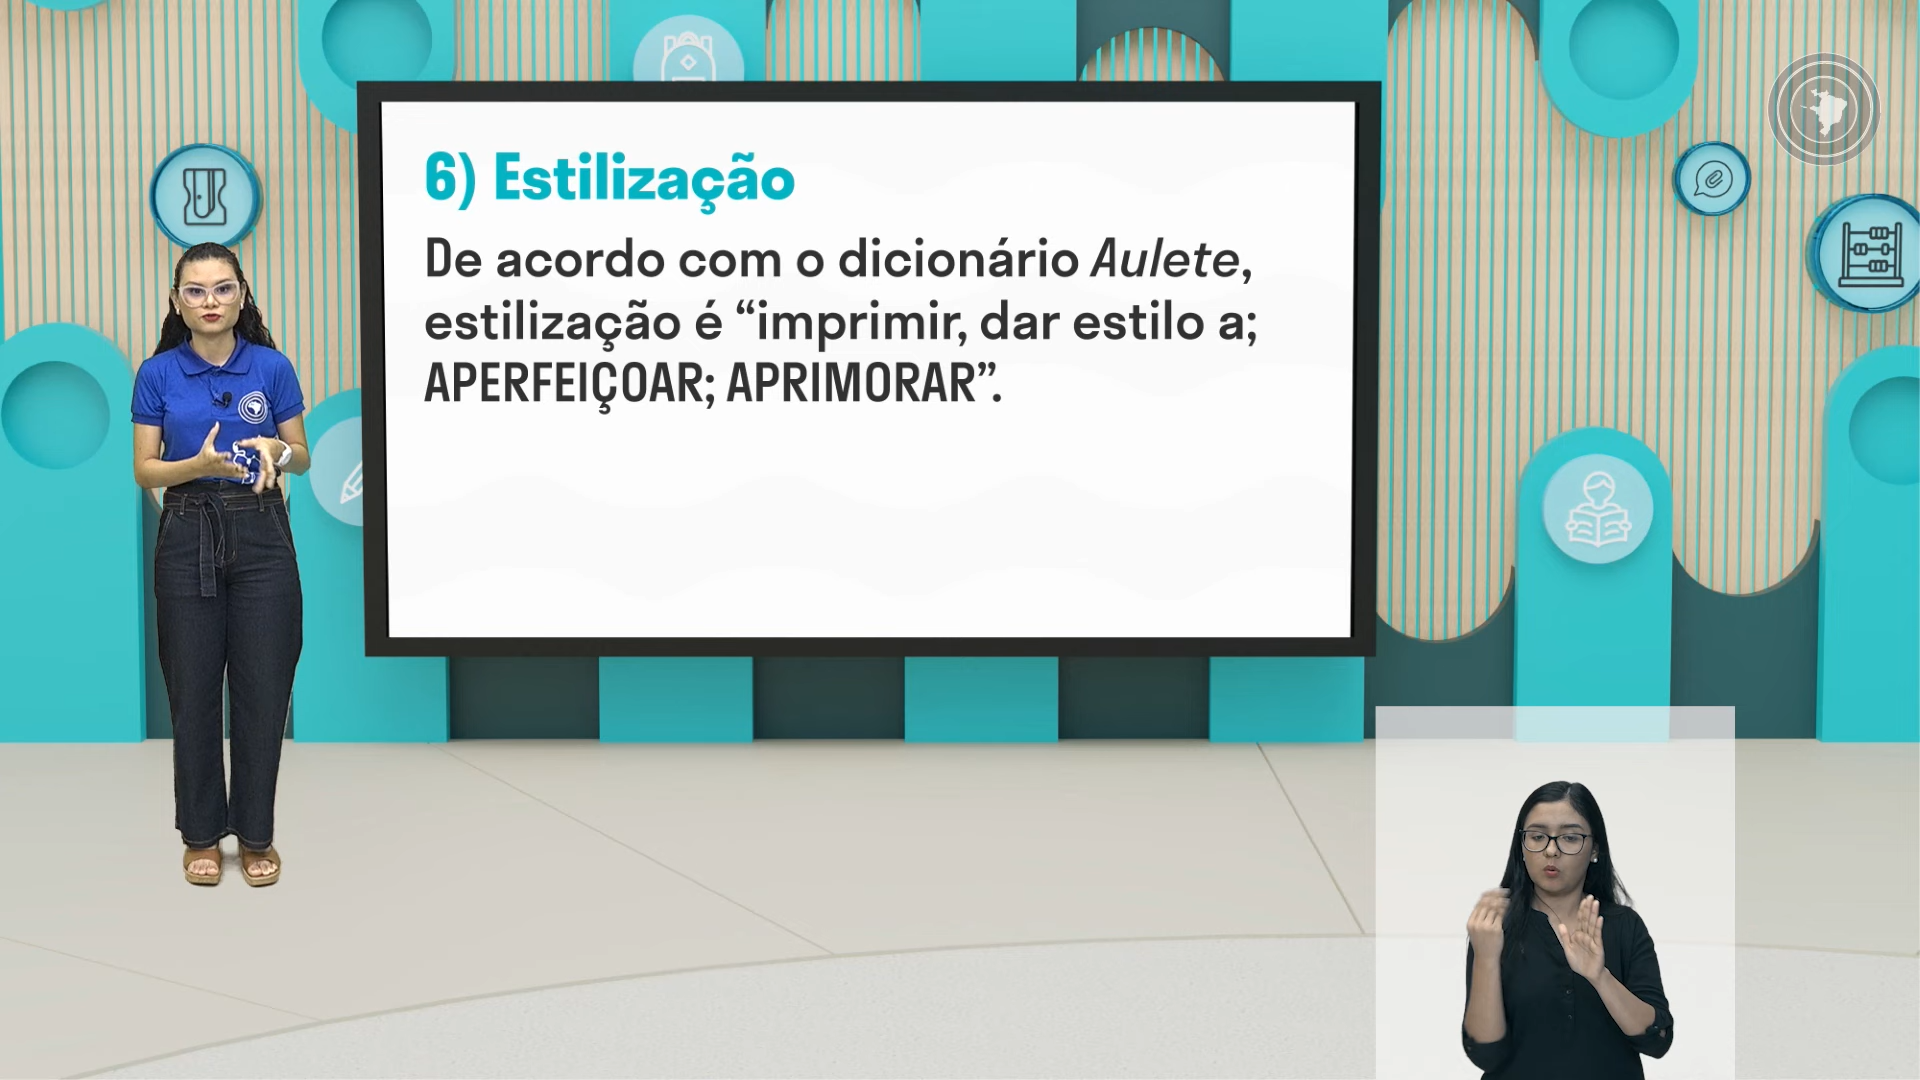 6) Estilização
De acordo com o dicionário Aulete,
estilização é “imprimir, dar estilo a;
APERFEIÇOAR; APRIMORAR”.